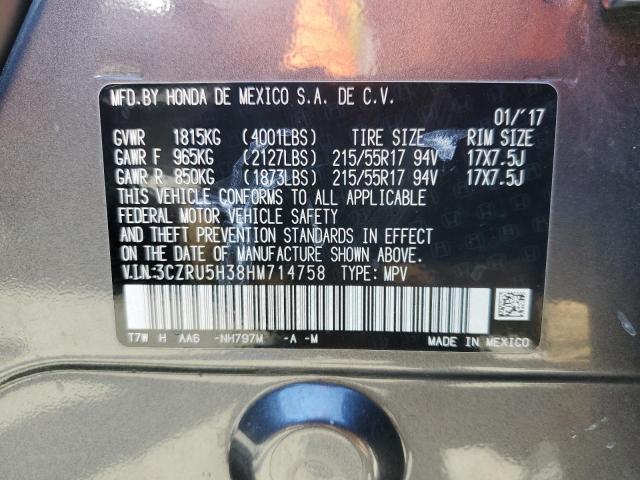 MFD.BY HONDA DE MEXICO S.A. DE C.V.
01/'17
GVWR 1815KG (4001LBS) TIRE SIZE RIM SIZE
GAWR F 965KG (2127LBS) 215/55R17 94V 17X7.5J
GAWR R 850KG (1873LBS) 215/55R17 94V 17X7.5J
THIS VEHICLE CONFORMS TO ALL APPLICABLE
FEDERAL MOTOR VEHICLE SAFETY
AND THEFT PREVENTION STANDARDS IN EFFECT
ON THE DATE OF MANUFACTURE SHOWN ABOVE.
V.I.N:3CZRU5H38HM714758 TYPE: MPV
T7W H AA6 -NH797M -A -M MADE IN MEXICO